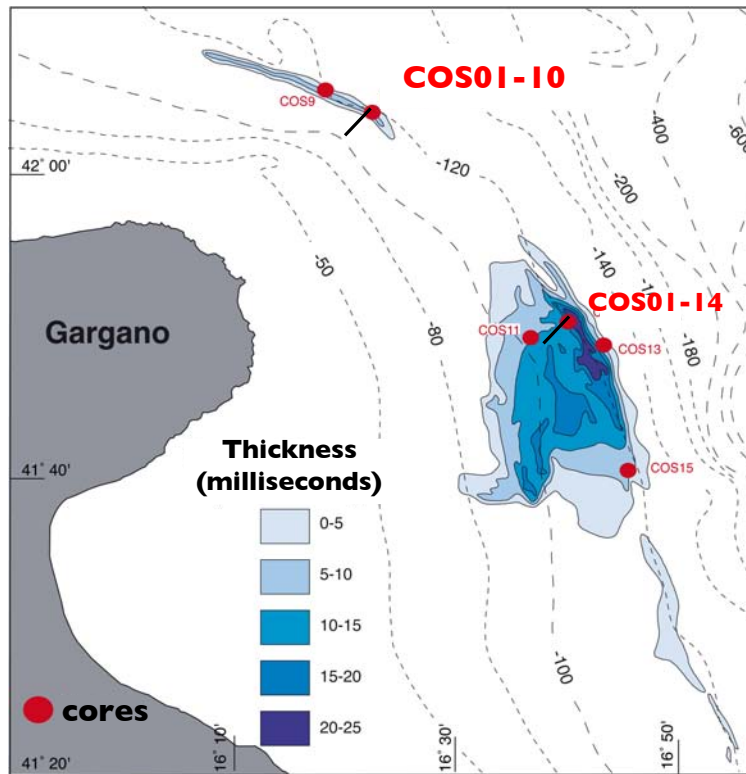 COS01-10
COS9
-400
-600
-120
42° 00'
-200
-50
-140
COS01-14
Gargano
COS11
COS13
-80
-180
Thickness
(milliseconds)
41° 40'
COS15
0-5
5-10
10-15
-100
15-20
cores
20-25
16° 10'
16° 30'
16° 50'
41° 20'